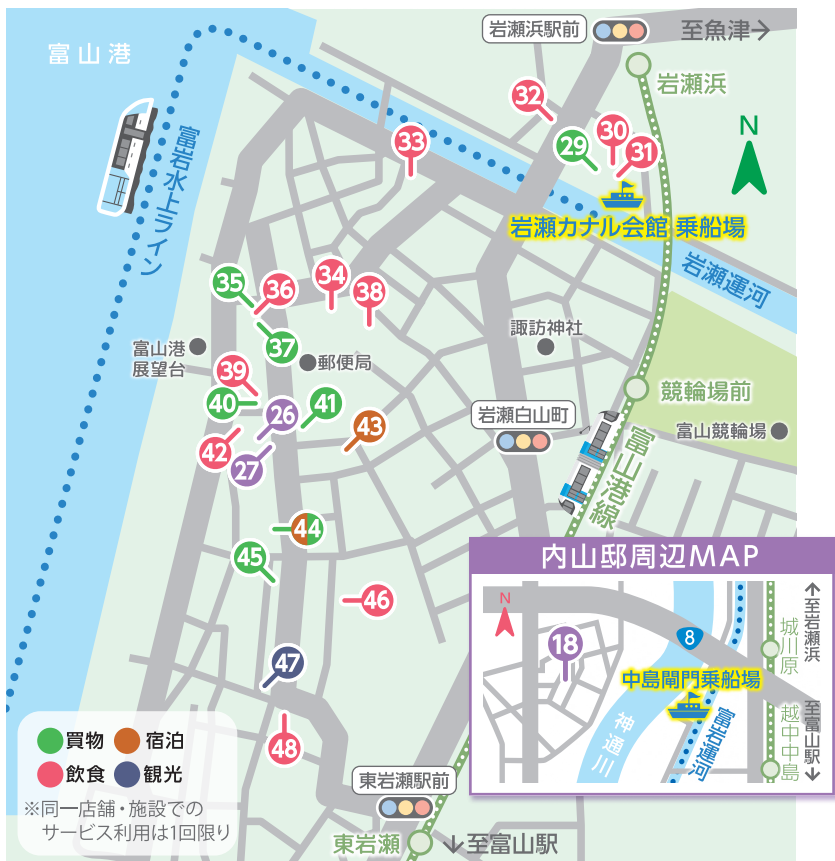 岩瀬浜駅前
至魚津→
富山港
岩瀬浜
N
32
30
29
31
33
富岩水上ライン
岩瀬カナル会館 乗船場
岩瀬運河
35
36
34
38
37
富山港
展望台
郵便局
諏訪神社
39
40
26
41
競輪場前
岩瀬白山町
43
富山競輪場
42
27
富山港線
44
45
46
47
48
内山邸周辺MAP
N
18
8
↑至岩瀬浜
城川原
中島閘門乗船場
神通川
富岩運河
越中中島
至富山駅↓
買物
宿泊
飲食
観光
※同一店舗・施設での
サービス利用は1回限り
東岩瀬駅前
東岩瀬
↓至富山駅